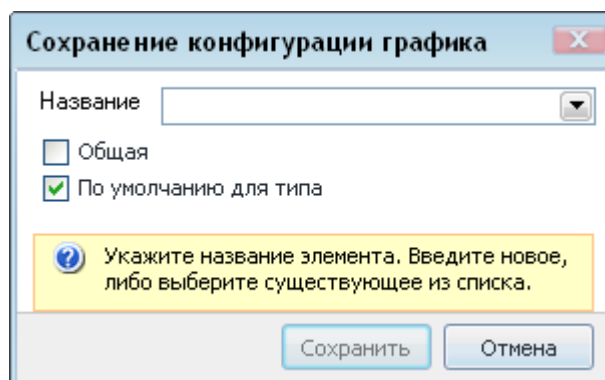 Сохранение конфигурации графика
Название
Общая
По умолчанию для типа
Укажите название элемента. Введите новое,
либо выберите существующее из списка.
Сохранить Отмена